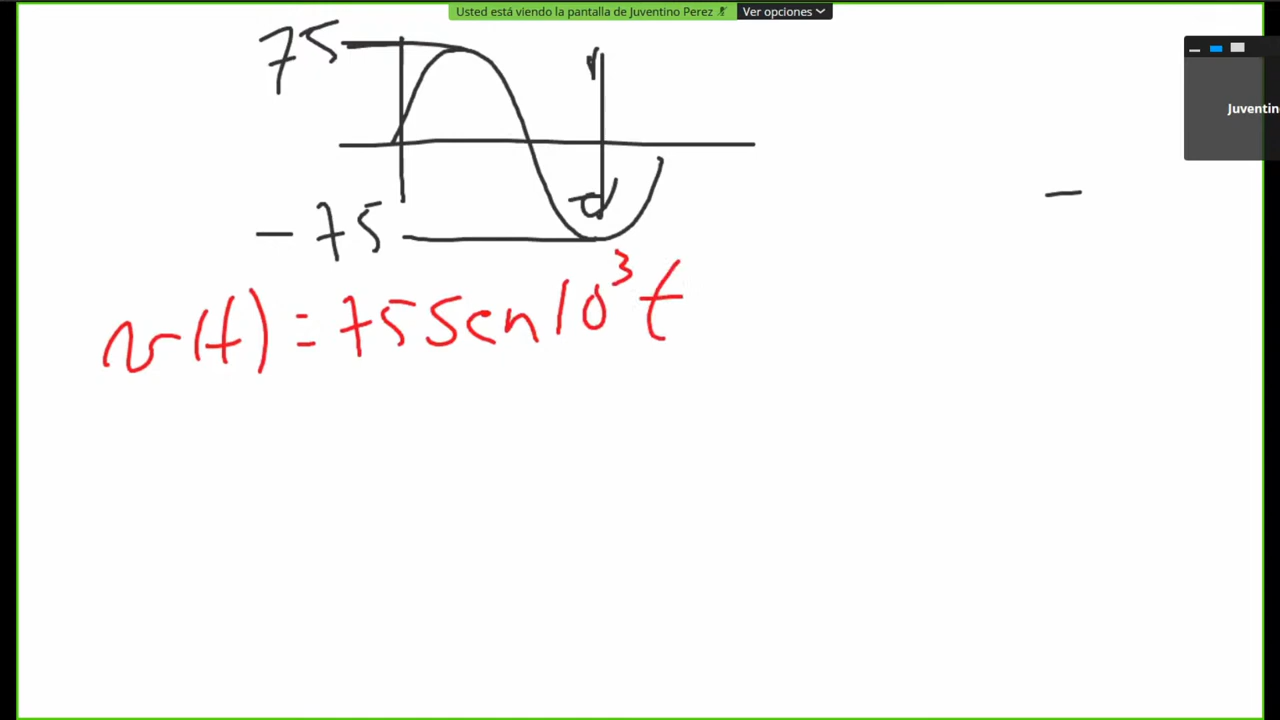 Usted está viendo la pantalla de Juventino Perez Ver opciones
75
Juventin
-75
v(t) = 75 Sen 10³ t